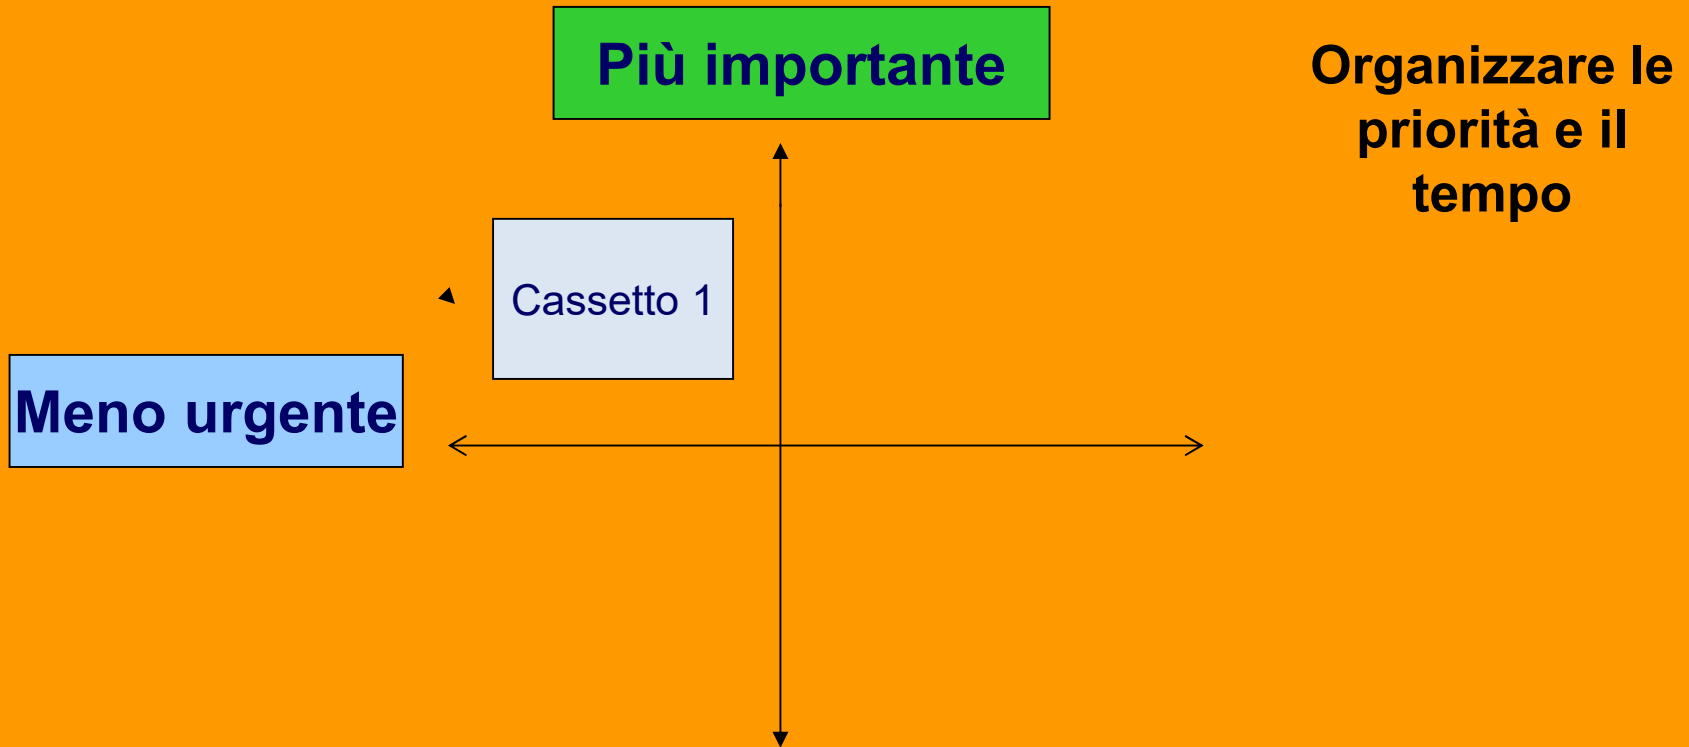 Più importante
Organizzare le
priorità e il
tempo
Cassetto 1
Meno urgente